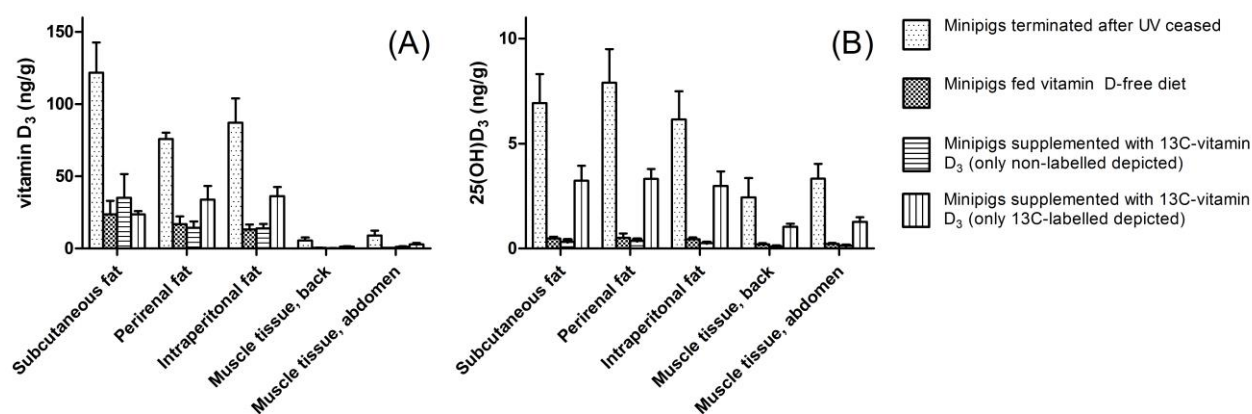 (A)
vitamin D3 (ng/g)
150
100
50
0
Subcutaneous fat
Perirenal fat
Intraperitonal fat
Muscle tissue, back
Muscle tissue, abdomen
(B)
25(OH)D3 (ng/g)
10
5
0
Subcutaneous fat
Perirenal fat
Intraperitonal fat
Muscle tissue, back
Muscle tissue, abdomen
Minipigs terminated after UV ceased
Minipigs fed vitamin D-free diet
Minipigs supplemented with 13C-vitamin
D3 (only non-labelled depicted)
Minipigs supplemented with 13C-vitamin
D3 (only 13C-labelled depicted)